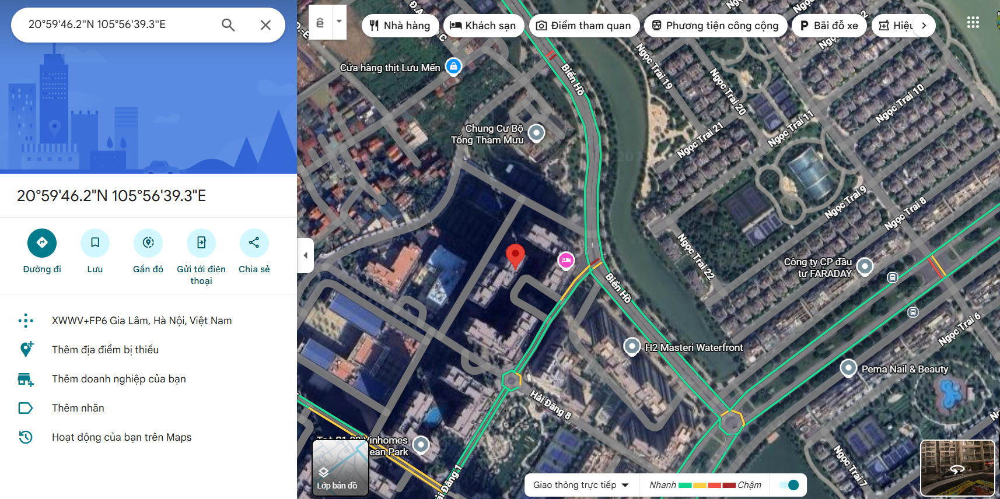 20°59'46.2"N 105°56'39.3"E
20°59'46.2"N 105°56'39.3"E
Đường đi
Lưu
Gần đó
Gửi tới điện
thoại
Chia sẻ
XWWV+FP6 Gia Lâm, Hà Nội, Việt Nam
Thêm địa điểm bị thiếu
Thêm doanh nghiệp của bạn
Thêm nhãn
Hoạt động của bạn trên Maps
ê
Nhà hàng
Khách sạn
Điểm tham quan
Phương tiện công cộng
Bãi đỗ xe
Hiệu
Cửa hàng thịt Lưu Mến
Biển Hồ
Ngọc Trai 19
Ngọc Trai 20
Ngọc Trai 10
Ngọc Trai 11
Ngọc Trai 21
Chung Cư Bộ
Tổng Tham Mưu
Ngọc Trai 9
Ngọc Trai 8
Ngọc Trai 22
Công ty CP đầu
tư FARADAY
Biển Hồ
Ngọc Trai 6
H2 Masteri Waterfront
Pema Nail & Beauty
Hải Đăng 8
Vinhomes
ean Park
ải Đăng 1
Ngọc Trai 7
Lớp bản đồ
Giao thông trực tiếp
Nhanh
Chậm